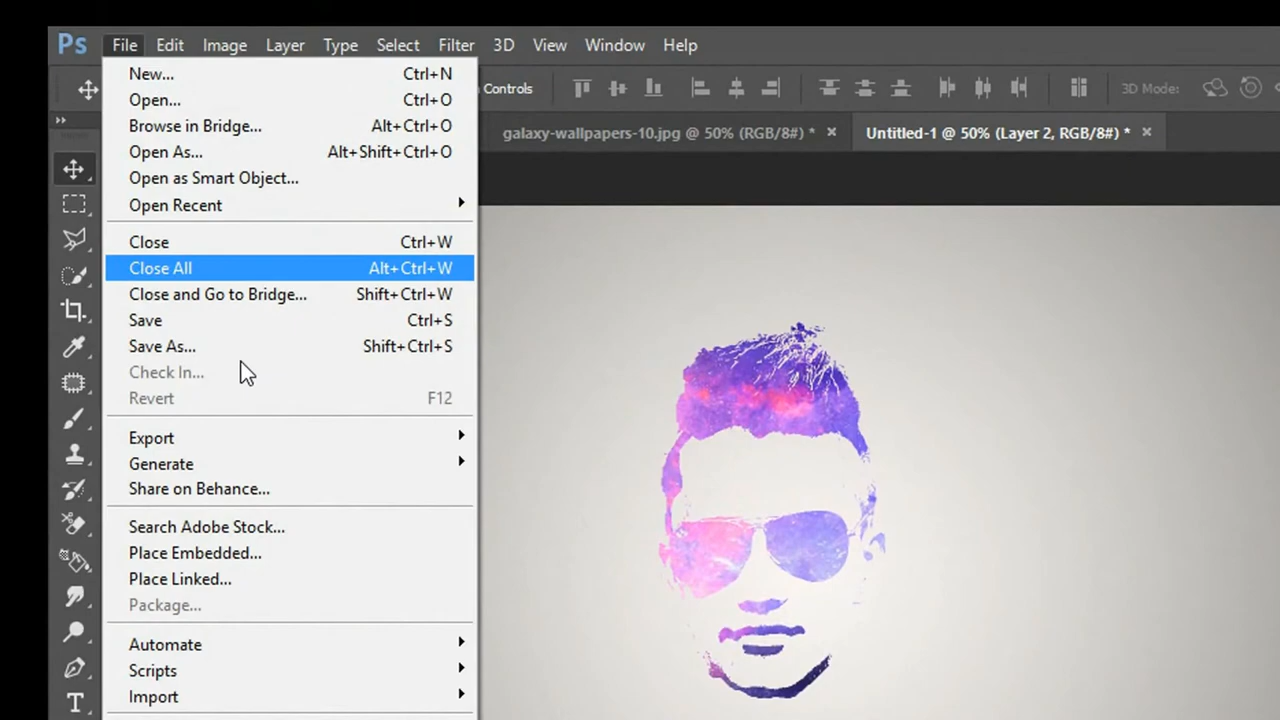 Ps File Edit Image Layer Type Select Filter 3D View Window Help
Controls 3D Mode:
galaxy-wallpapers-10.jpg @ 50% (RGB/8#) * × Untitled-1 @ 50% (Layer 2, RGB/8#) * ×
New... Ctrl+N
Open... Ctrl+O
Browse in Bridge... Alt+Ctrl+O
Open As... Alt+Shift+Ctrl+O
Open as Smart Object...
Open Recent
Close Ctrl+W
Close All Alt+Ctrl+W
Close and Go to Bridge... Shift+Ctrl+W
Save Ctrl+S
Save As... Shift+Ctrl+S
Check In...
Revert F12
Export
Generate
Share on Behance...
Search Adobe Stock...
Place Embedded...
Place Linked...
Package...
Automate
Scripts
Import